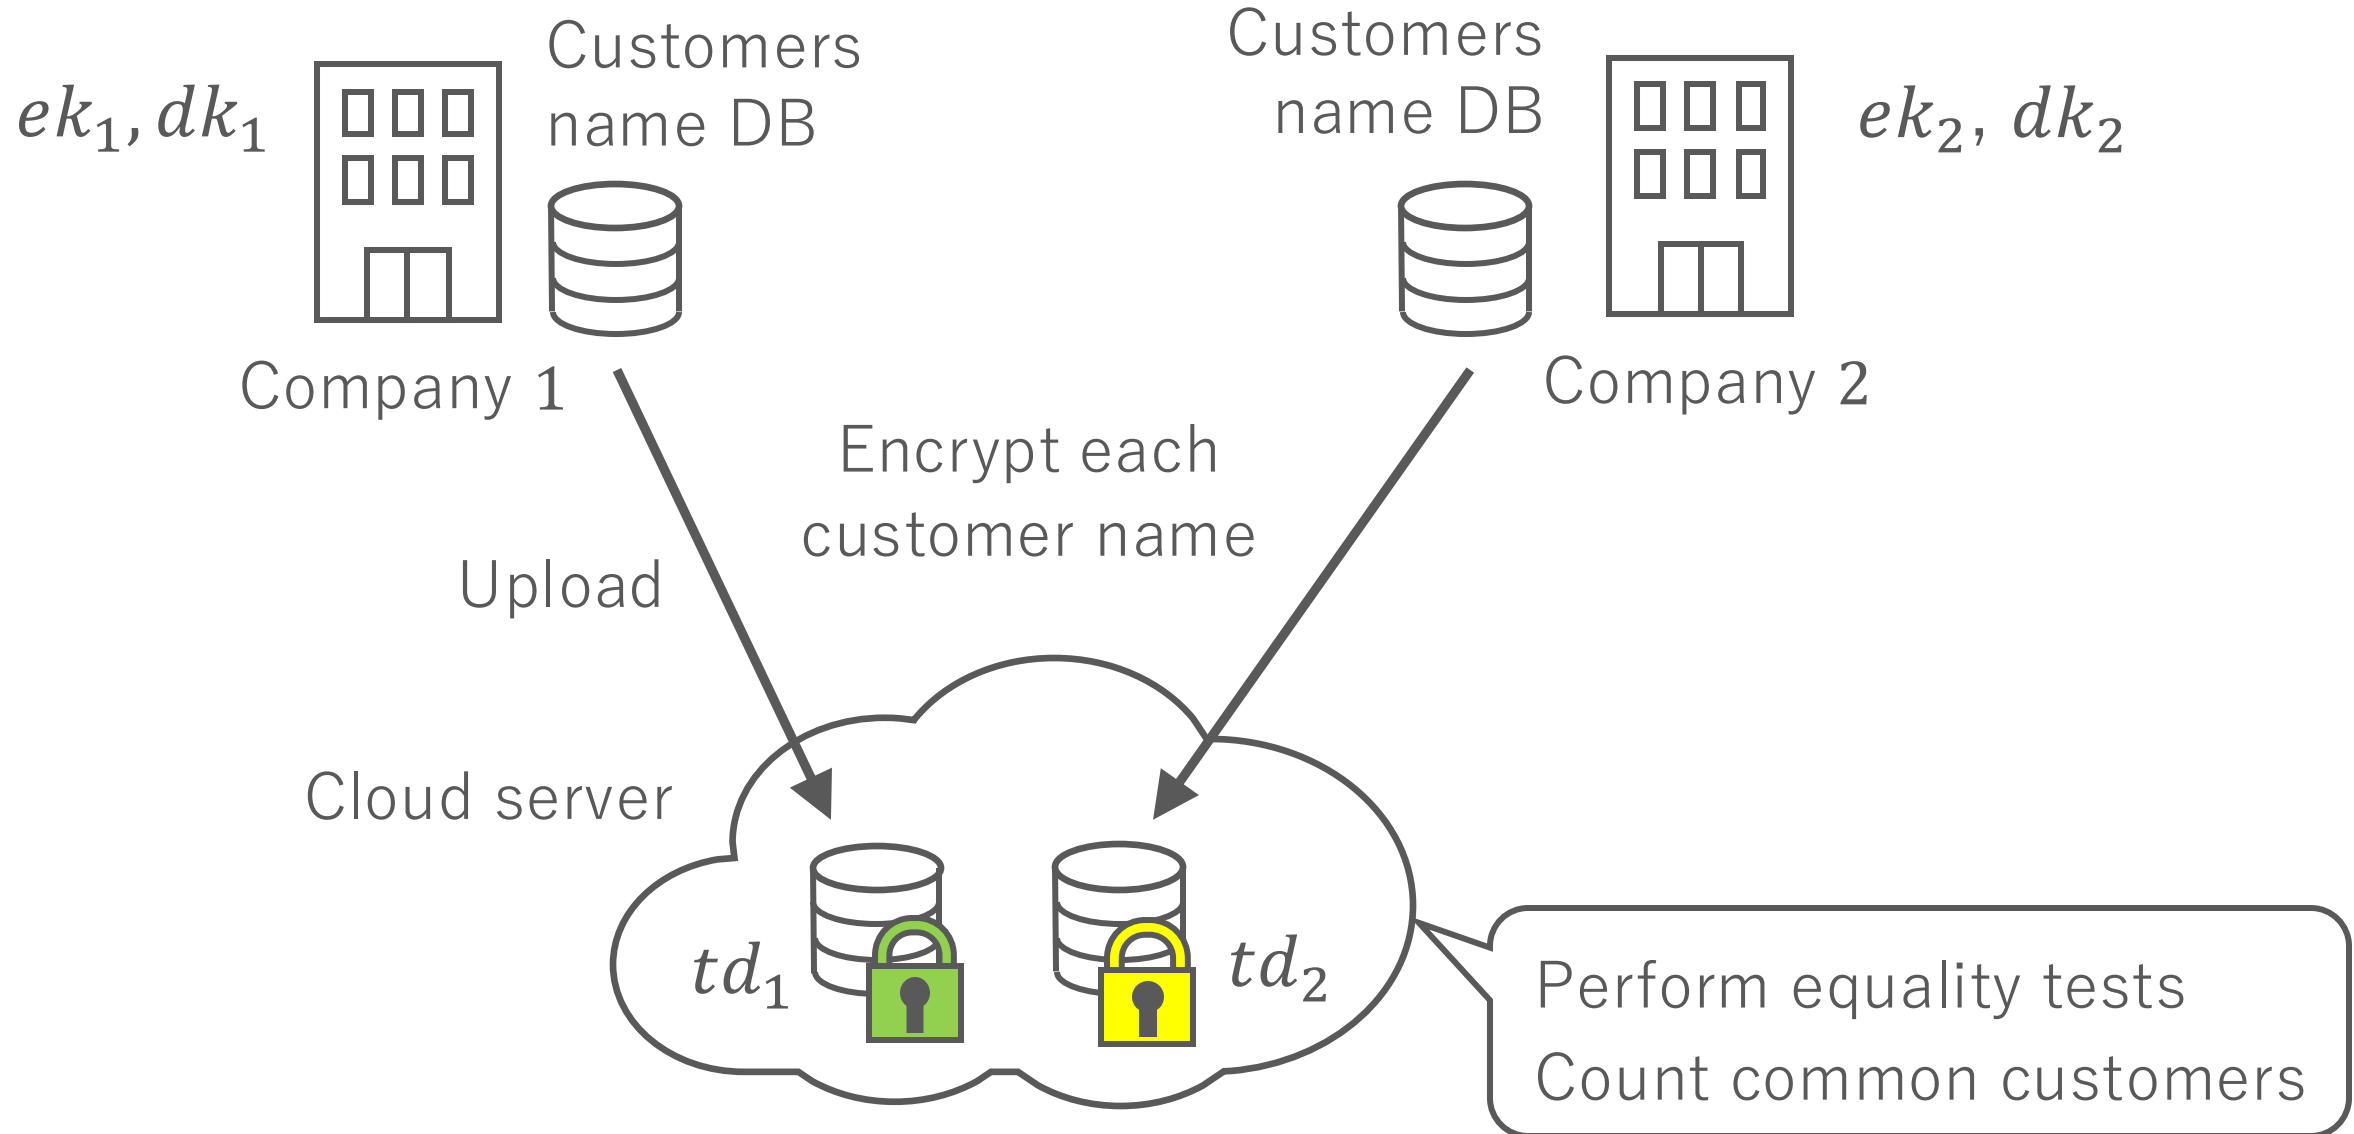 Customers
name DB
ek₁, dk₁
Company 1
Customers
name DB
ek₂, dk₂
Company 2
Encrypt each
customer name
Upload
Cloud server
td₁
td₂
Perform equality tests
Count common customers